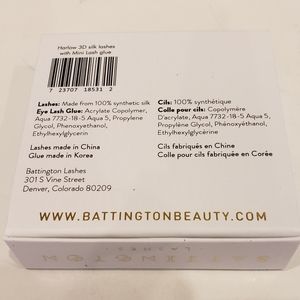 Harlow 3D silk lashes
with Mini Lash glue
7 23707 18531 2
Lashes: Made from 100% synthetic silk
Eye Lash Glue: Acrylate Copolymer,
Aqua 7732-18-5 Aqua 5, Propylene
Glycol, Phenoxyethanol,
Ethylhexylglycerin
Lashes made in China
Glue made in Korea
Battington Lashes
301 S Vine Street
Denver, Colorado 80209
Cils: 100% synthétique
Colle pour cils: Copolymère
D'acrylate, Aqua 7732-18-5 Aqua
5, Propylène Glycol, Phénoxyéthanol,
Ethylhexylglycérine
Cils fabriqués en Chine
Colle pour cils fabriquée en Corée
WWW.BATTINGTONBEAUTY.COM
BATTINGTON
LASHES